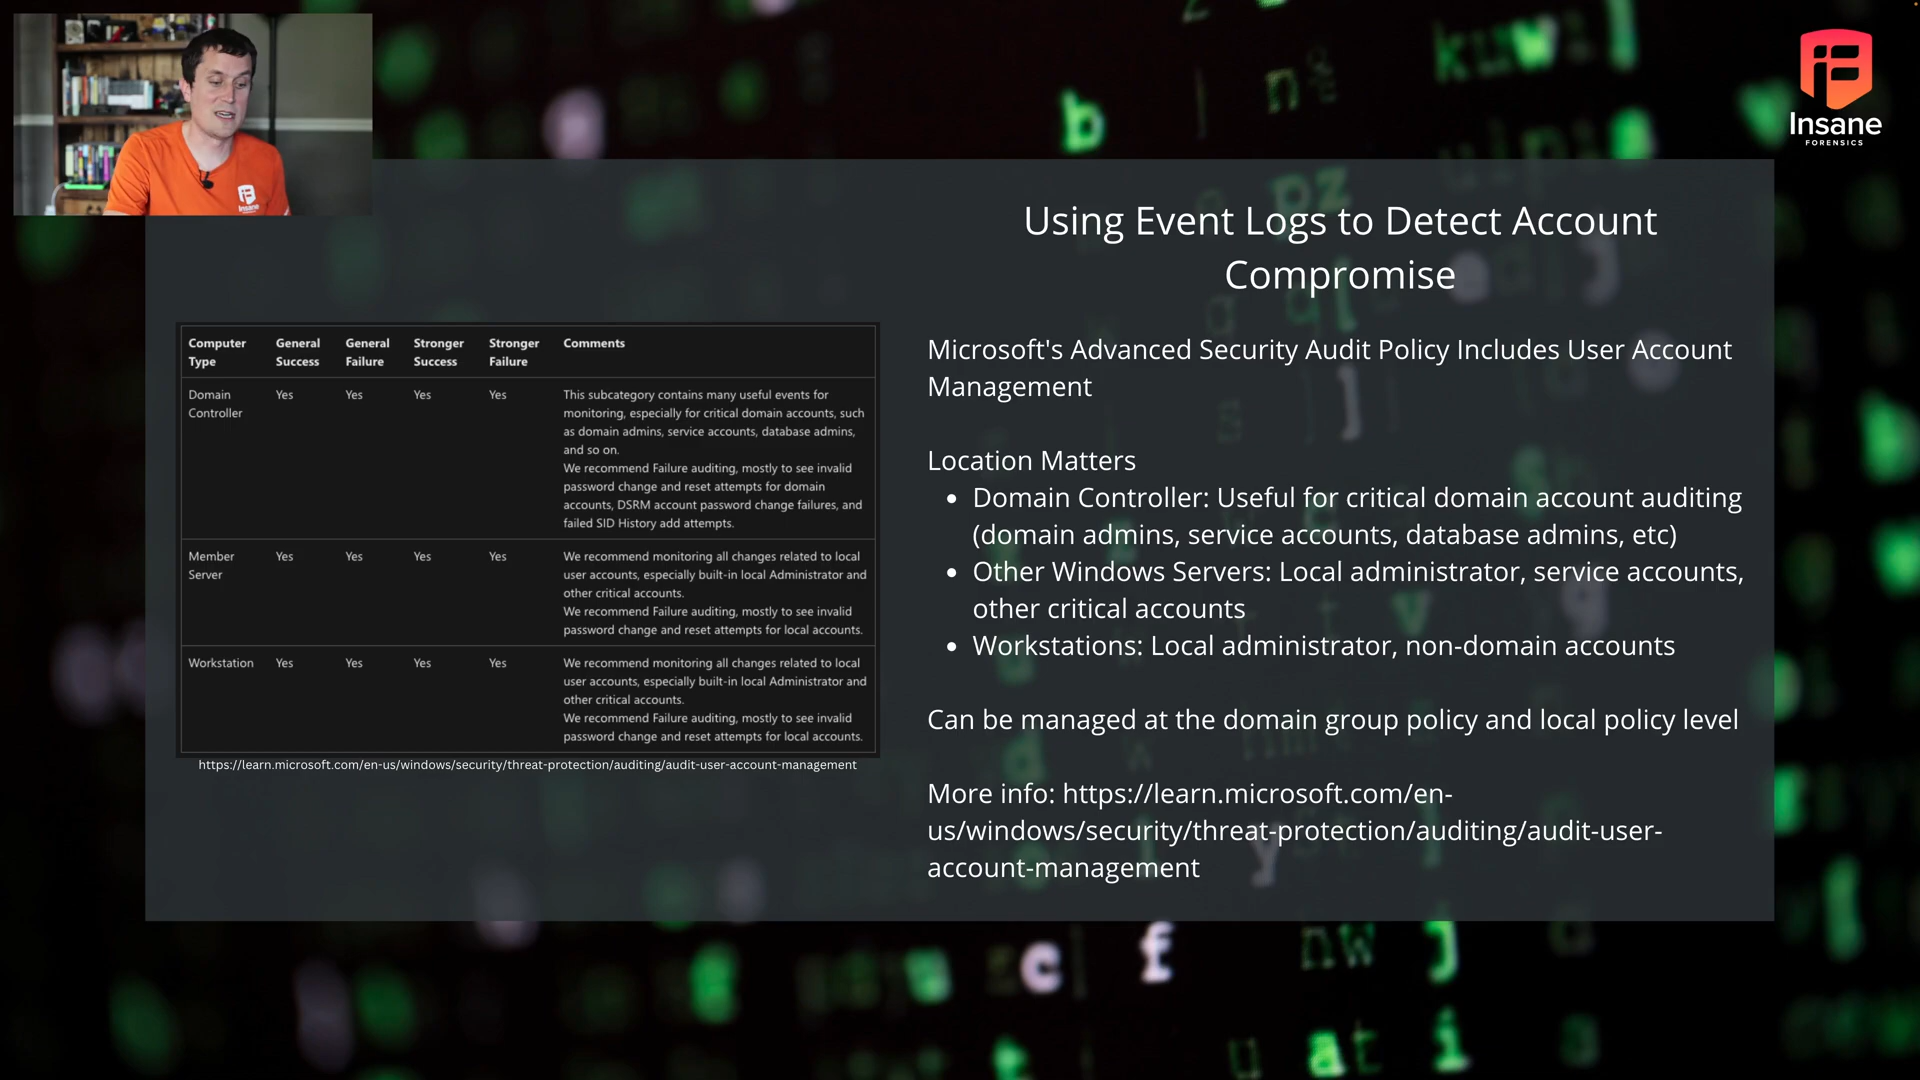 Insane
FORENSICS
Using Event Logs to Detect Account
Compromise
Computer Type
General Success
General Failure
Stronger Success
Stronger Failure
Comments
Domain Controller
Yes
Yes
Yes
Yes
This subcategory contains many useful events for
monitoring, especially for critical domain accounts, such
as domain admins, service accounts, database admins,
and so on.
We recommend Failure auditing, mostly to see invalid
password change and reset attempts for domain
accounts, DSRM account password change failures, and
failed SID History add attempts.
Member Server
Yes
Yes
Yes
Yes
We recommend monitoring all changes related to local
user accounts, especially built-in local Administrator and
other critical accounts.
We recommend Failure auditing, mostly to see invalid
password change and reset attempts for local accounts.
Workstation
Yes
Yes
Yes
Yes
We recommend monitoring all changes related to local
user accounts, especially built-in local Administrator and
other critical accounts.
We recommend Failure auditing, mostly to see invalid
password change and reset attempts for local accounts.
https://learn.microsoft.com/en-us/windows/security/threat-protection/auditing/audit-user-account-management
Microsoft's Advanced Security Audit Policy Includes User Account
Management
Location Matters
• Domain Controller: Useful for critical domain account auditing
(domain admins, service accounts, database admins, etc)
• Other Windows Servers: Local administrator, service accounts,
other critical accounts
• Workstations: Local administrator, non-domain accounts
Can be managed at the domain group policy and local policy level
More info: https://learn.microsoft.com/en-
us/windows/security/threat-protection/auditing/audit-user-
account-management